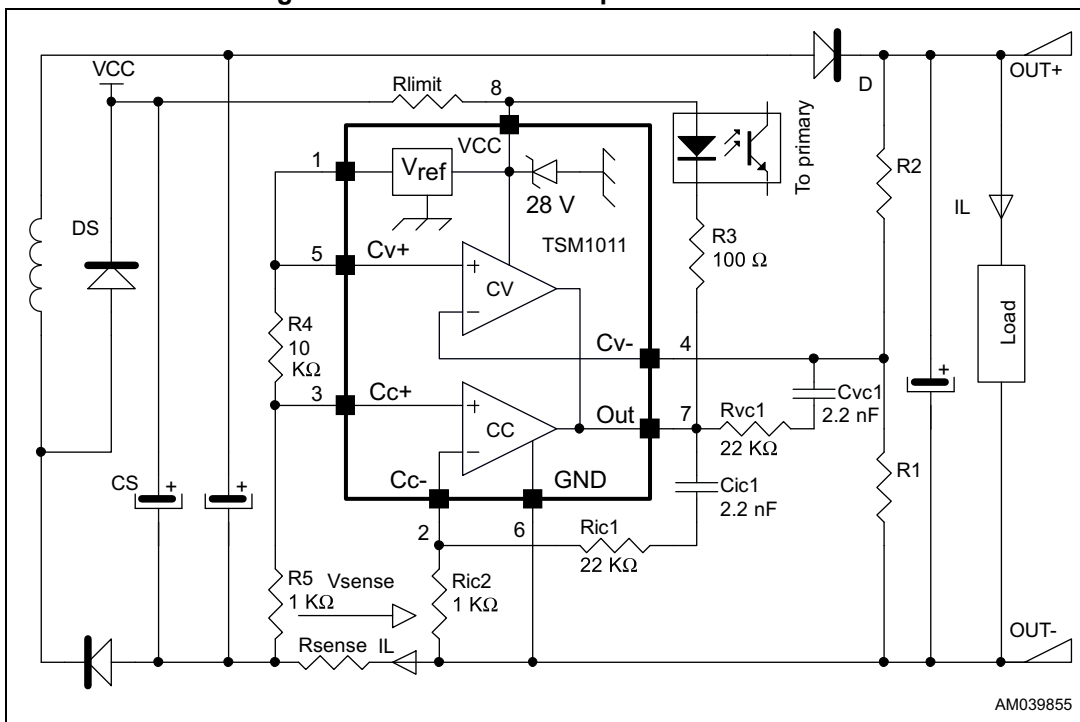 VCC
Rlimit
8
D
OUT+
VCC
1
Vref
28 V
To primary
R2
IL
DS
TSM1011
R3
100 Ω
5
Cv+
+
CV
−
R4
10
KΩ
Cv-
4
Load
+
3
Cc+
+
CC
−
Out
7
Rvc1
22 KΩ
Cvc1
2.2 nF
R1
CS
+
+
Cc-
GND
Cic1
2.2 nF
2
6
Ric1
22 KΩ
R5
1 KΩ
Vsense
Ric2
1 KΩ
Rsense
IL
OUT-
AM039855